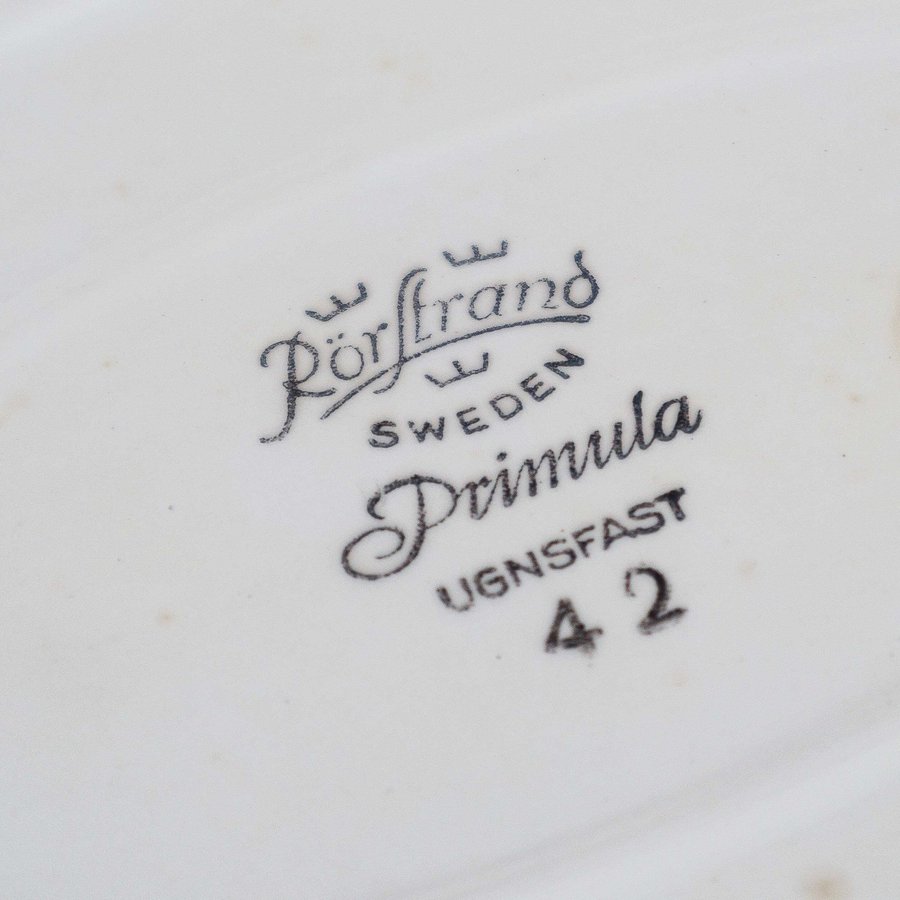 Rörstrand
SWEDEN
Primula
UGNSFAST
42